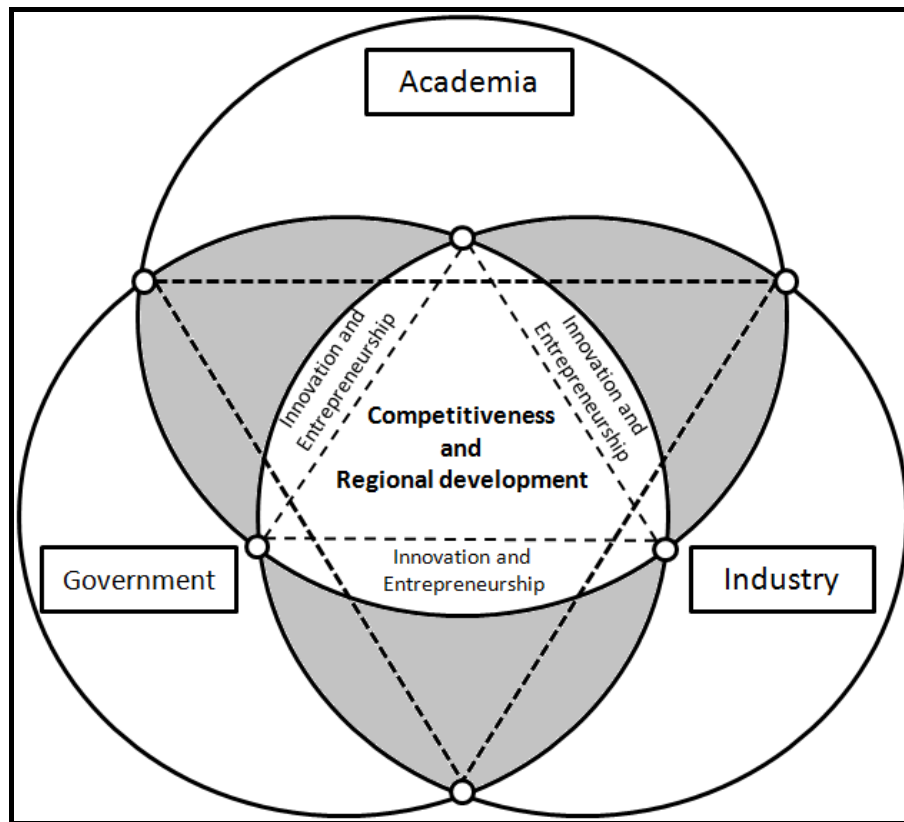 Academia
Innovation and
Entrepreneurship
Innovation and
Entrepreneurship
Competitiveness
and
Regional development
Government
Innovation and
Entrepreneurship
Industry